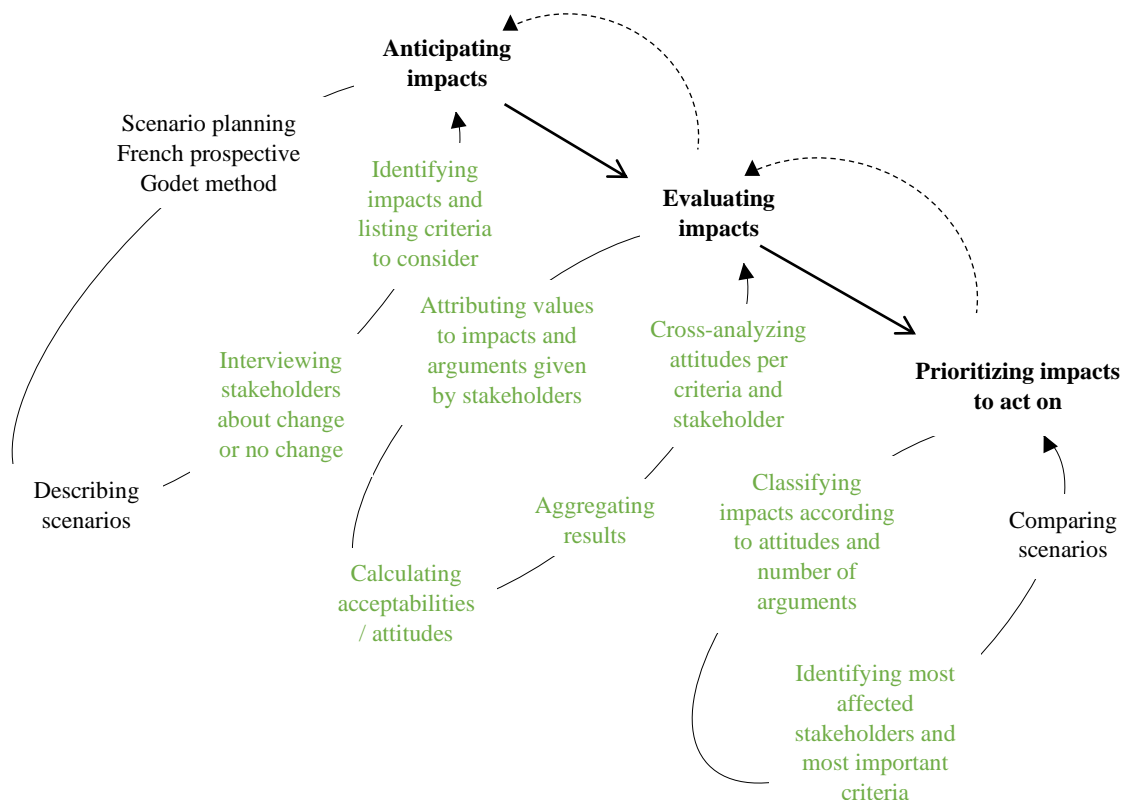 Anticipating
impacts
Scenario planning
French prospective
Godet method
Identifying
impacts and
listing criteria
to consider
Interviewing
stakeholders
about change
or no change
Describing
scenarios
Evaluating
impacts
Attributing values
to impacts and
arguments given
by stakeholders
Cross-analyzing
attitudes per
criteria and
stakeholder
Aggregating
results
Calculating
acceptabilities
/ attitudes
Prioritizing impacts
to act on
Classifying
impacts according
to attitudes and
number of
arguments
Comparing
scenarios
Identifying most
affected
stakeholders and
most important
criteria